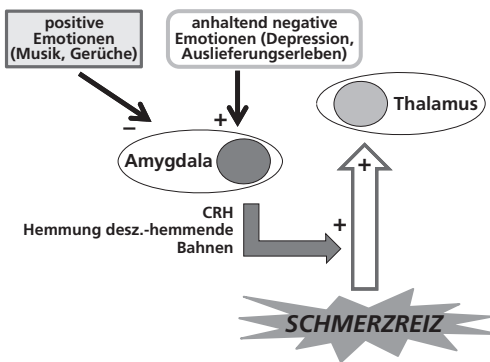 positive
Emotionen
(Musik, Gerüche)
anhaltend negative
Emotionen (Depression,
Auslieferungserleben)
–
+
Thalamus
Amygdala
+
CRH
Hemmung desz.-hemmende
Bahnen
+
SCHMERZREIZ